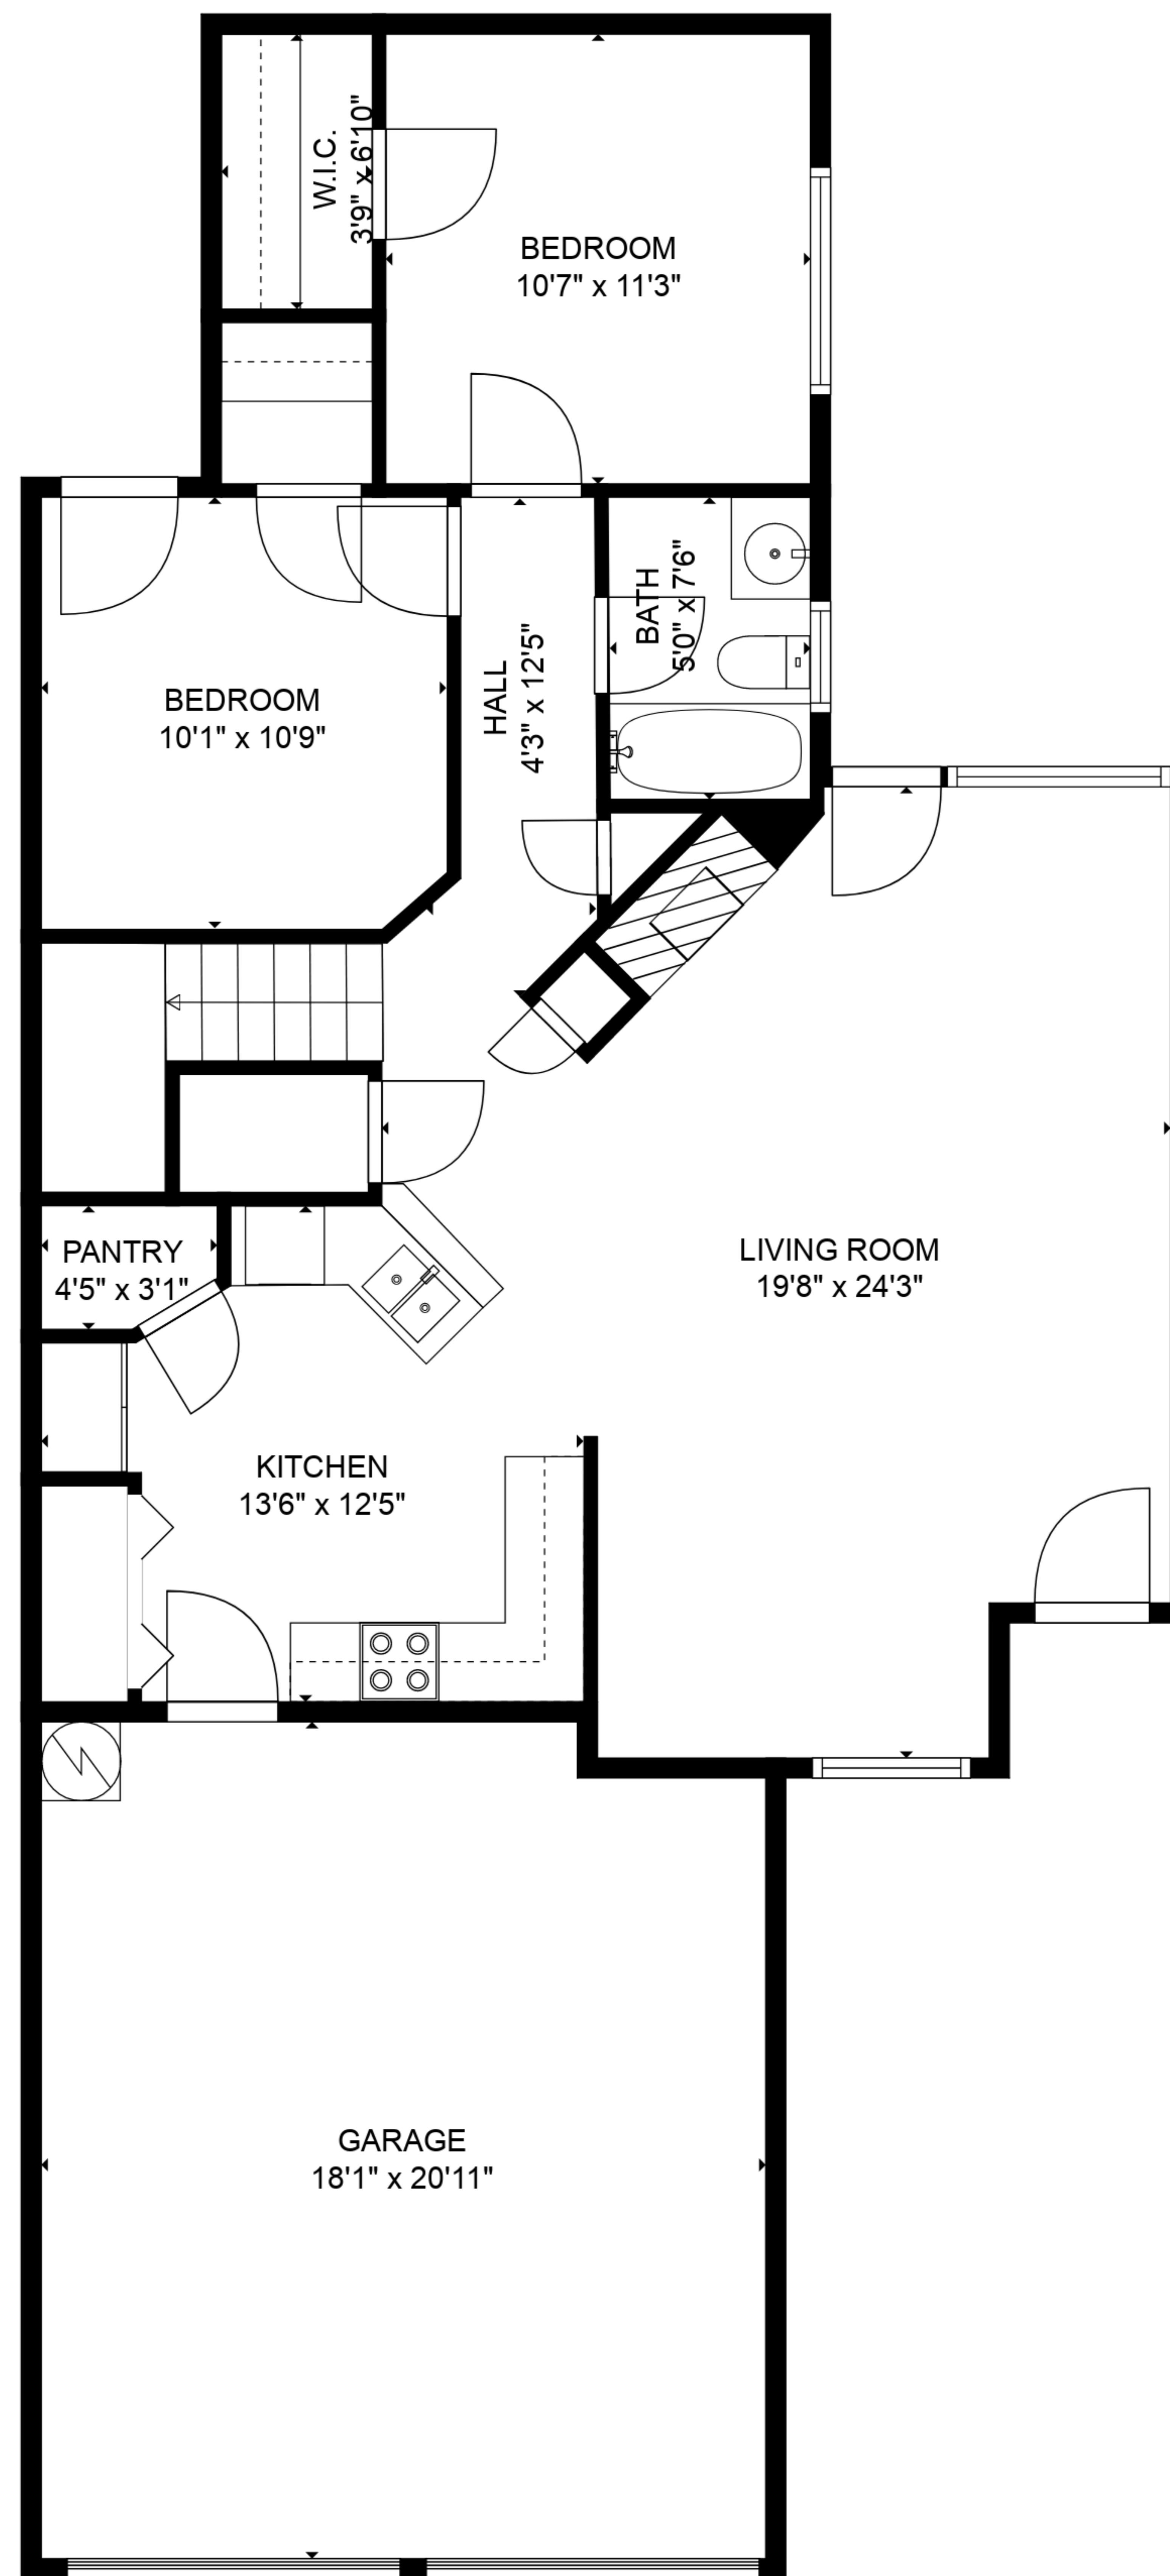 W.I.C.
3'9" x 6'10"
BEDROOM
10'7" x 11'3"
BATH
5'0" x 7'6"
HALL
4'3" x 12'5"
BEDROOM
10'1" x 10'9"
PANTRY
4'5" x 3'1"
LIVING ROOM
19'8" x 24'3"
KITCHEN
13'6" x 12'5"
GARAGE
18'1" x 20'11"